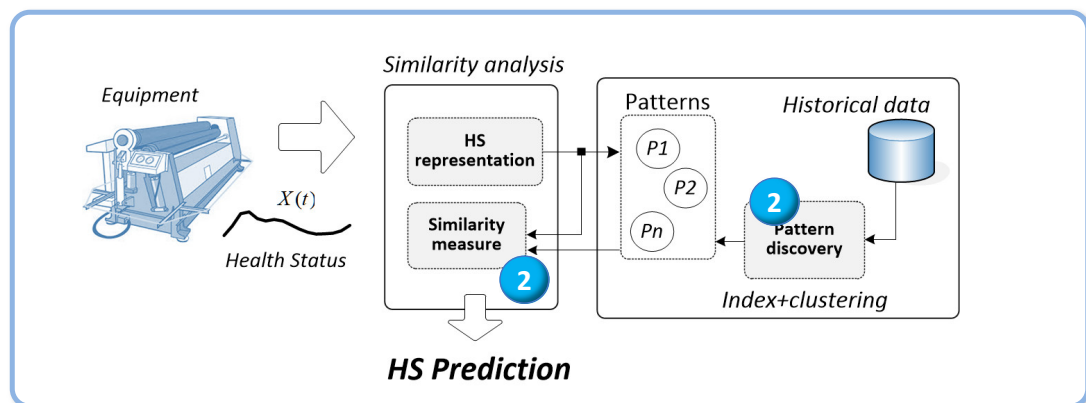 Similarity analysis
Equipment
Patterns
Historical data
HS
representation
P1
P2
X(t)
Similarity
measure
Pn
2
Pattern
discovery
Health Status
2
Index+clustering
HS Prediction